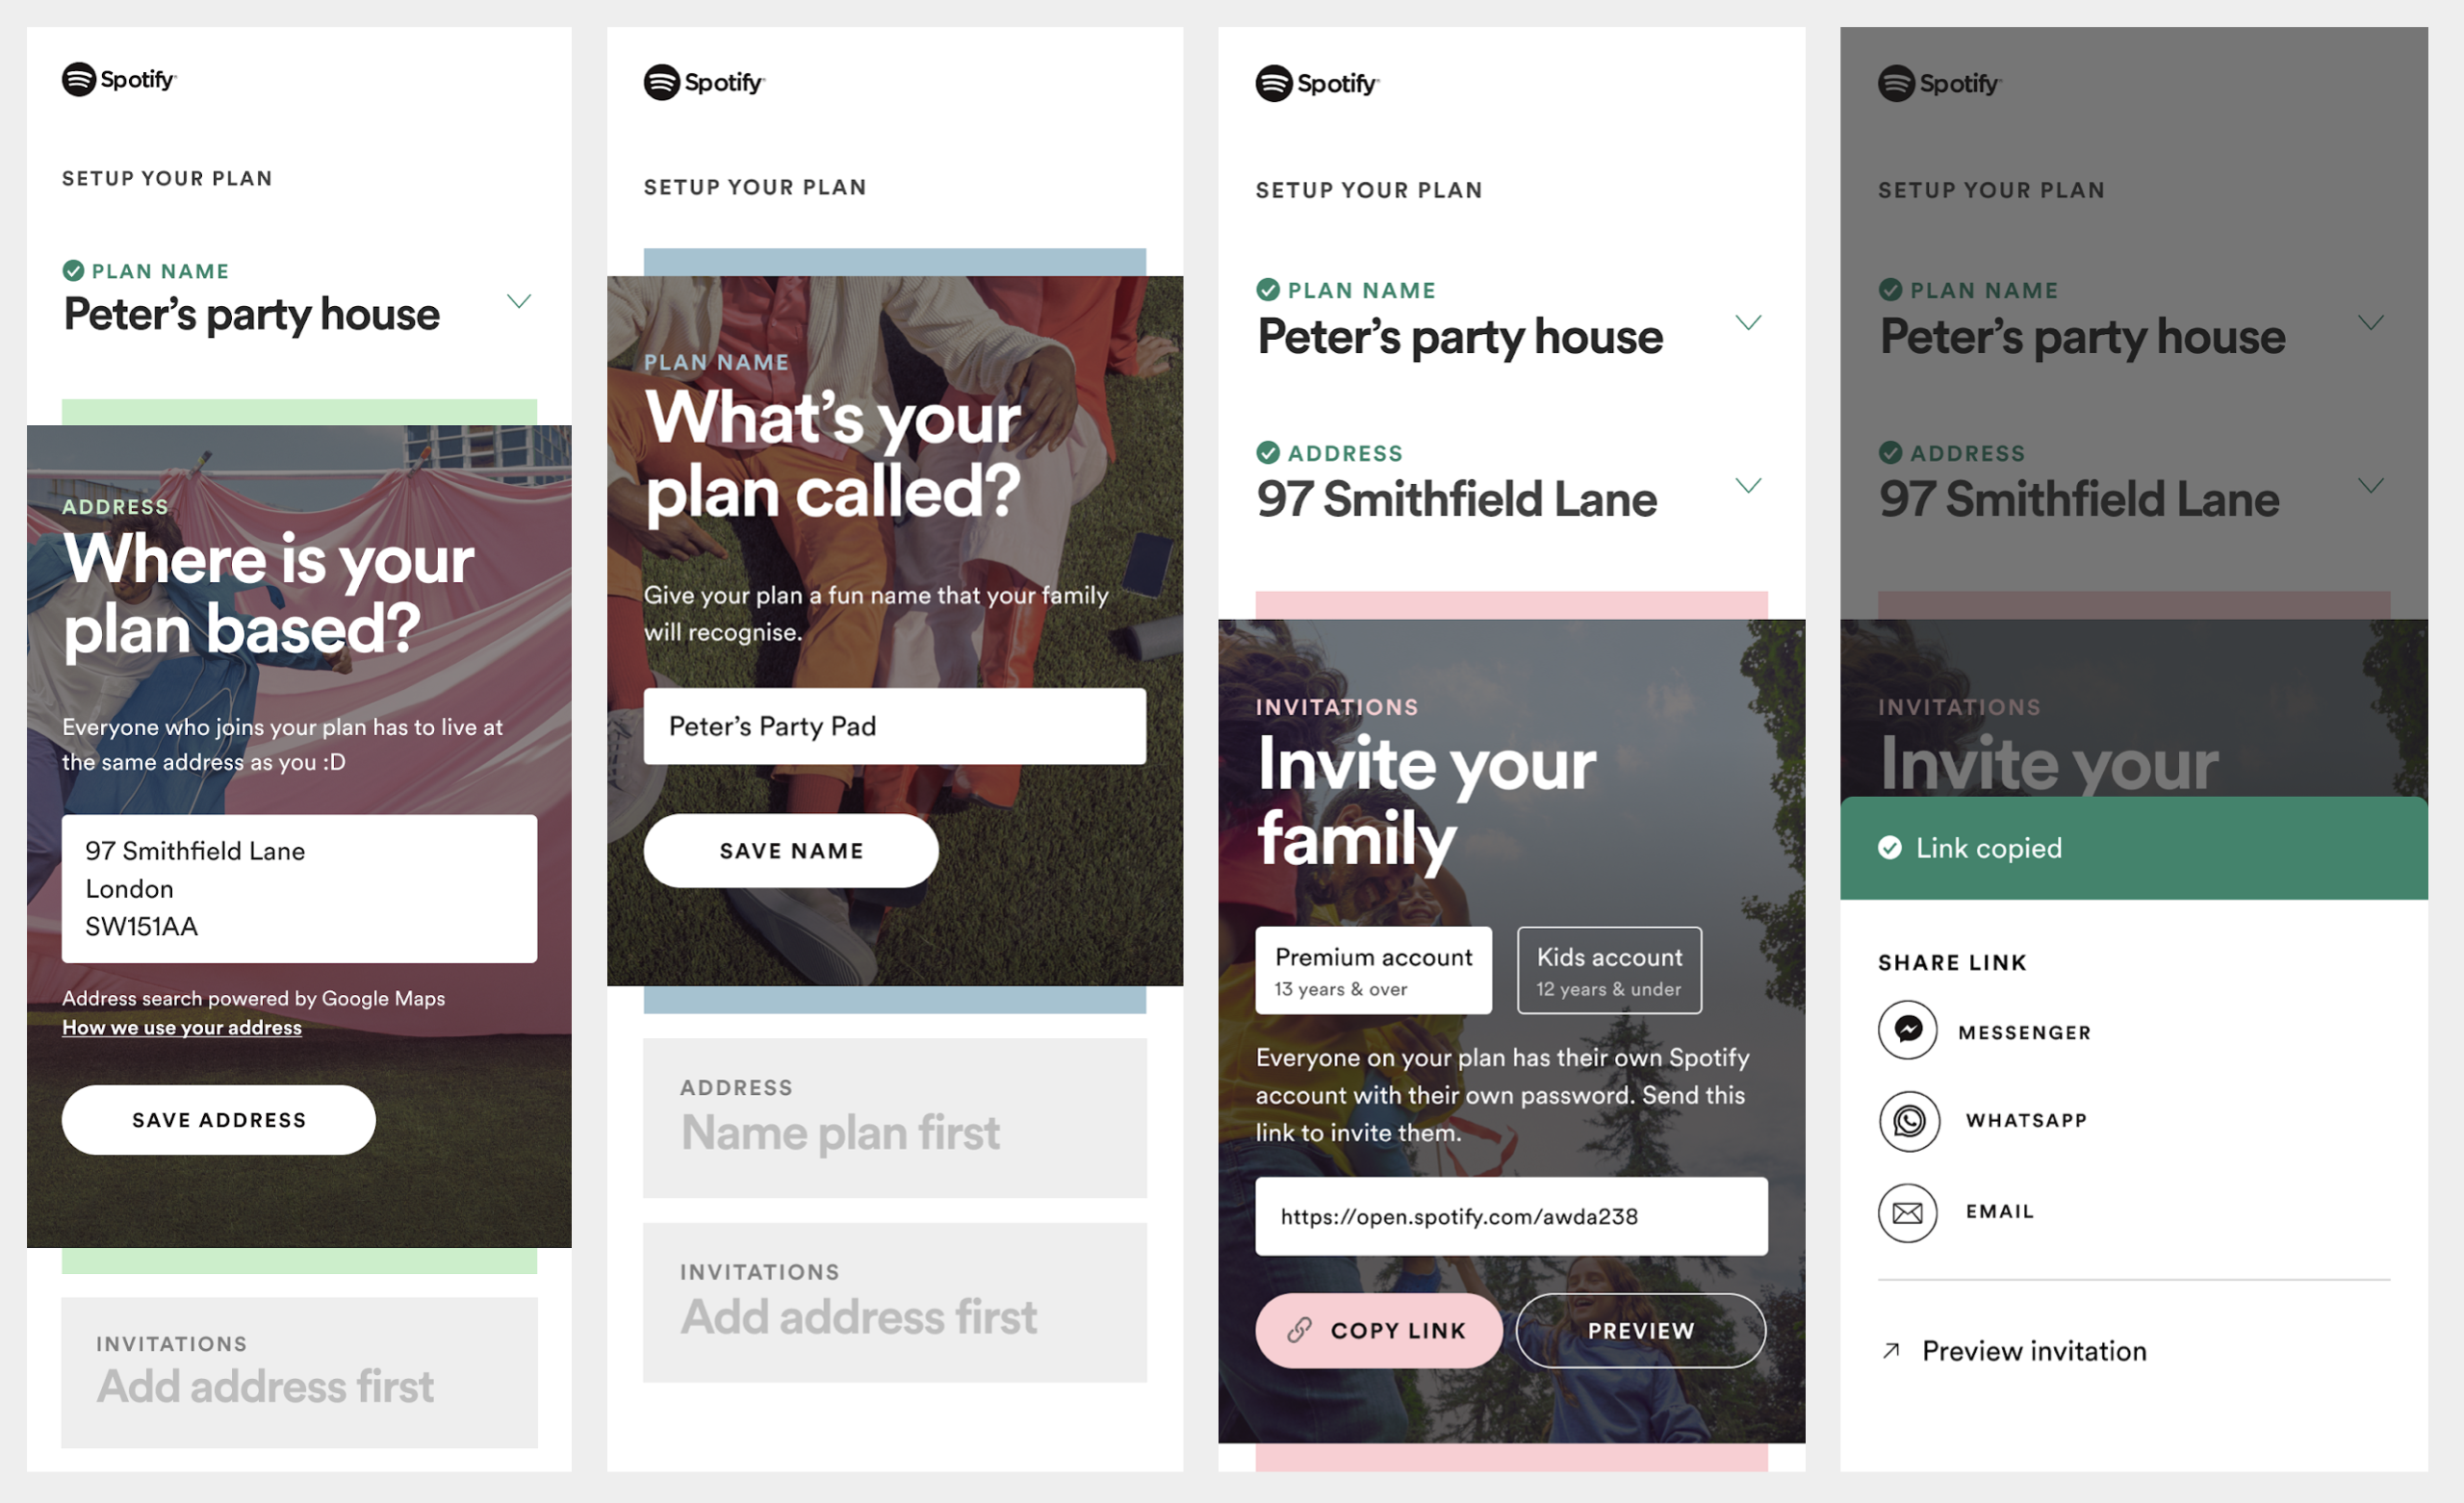 Spotify
SETUP YOUR PLAN
PLAN NAME
Peter’s party house
ADDRESS
Where is your
plan based?
Everyone who joins your plan has to live at
the same address as you :D
97 Smithfield Lane
London
SW151AA
Address search powered by Google Maps
How we use your address
SAVE ADDRESS
INVITATIONS
Add address first
Spotify
SETUP YOUR PLAN
PLAN NAME
What’s your
plan called?
Give your plan a fun name that your family
will recognise.
Peter’s Party Pad
SAVE NAME
ADDRESS
Name plan first
INVITATIONS
Add address first
Spotify
SETUP YOUR PLAN
PLAN NAME
Peter’s party house
ADDRESS
97 Smithfield Lane
INVITATIONS
Invite your
family
Premium account
13 years & over
Kids account
12 years & under
Everyone on your plan has their own Spotify
account with their own password. Send this
link to invite them.
https://open.spotify.com/awda238
COPY LINK
PREVIEW
Spotify
SETUP YOUR PLAN
PLAN NAME
Peter’s party house
ADDRESS
97 Smithfield Lane
INVITATIONS
Invite your
Link copied
SHARE LINK
MESSENGER
WHATSAPP
EMAIL
Preview invitation